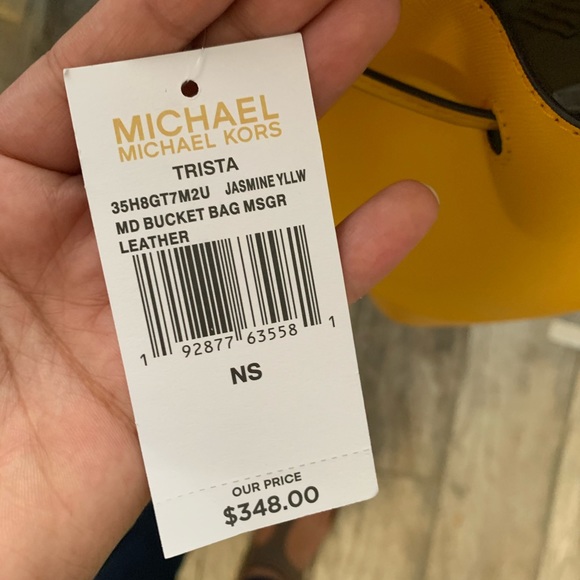 MICHAEL
MICHAEL KORS
TRISTA
35H8GT7M2U JASMINE YLLW
MD BUCKET BAG MSGR
LEATHER
1 92877 63558 1
NS
OUR PRICE
$348.00